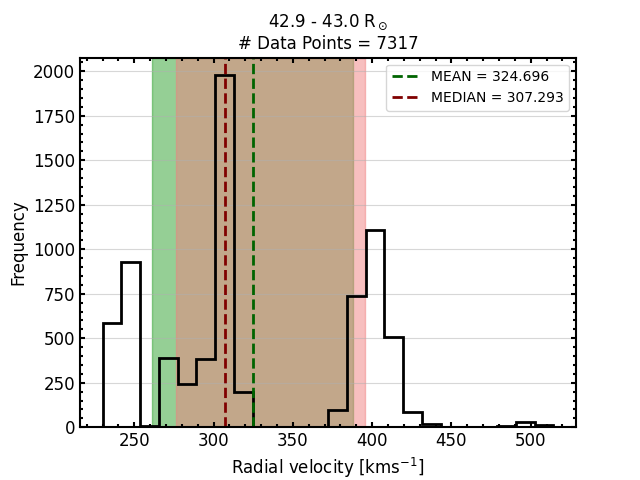 42.9 - 43.0 R⊙
# Data Points = 7317
MEAN = 324.696
MEDIAN = 307.293
Frequency
2000
1750
1500
1250
1000
750
500
250
0
250 300 350 400 450 500
Radial velocity [kms⁻¹]